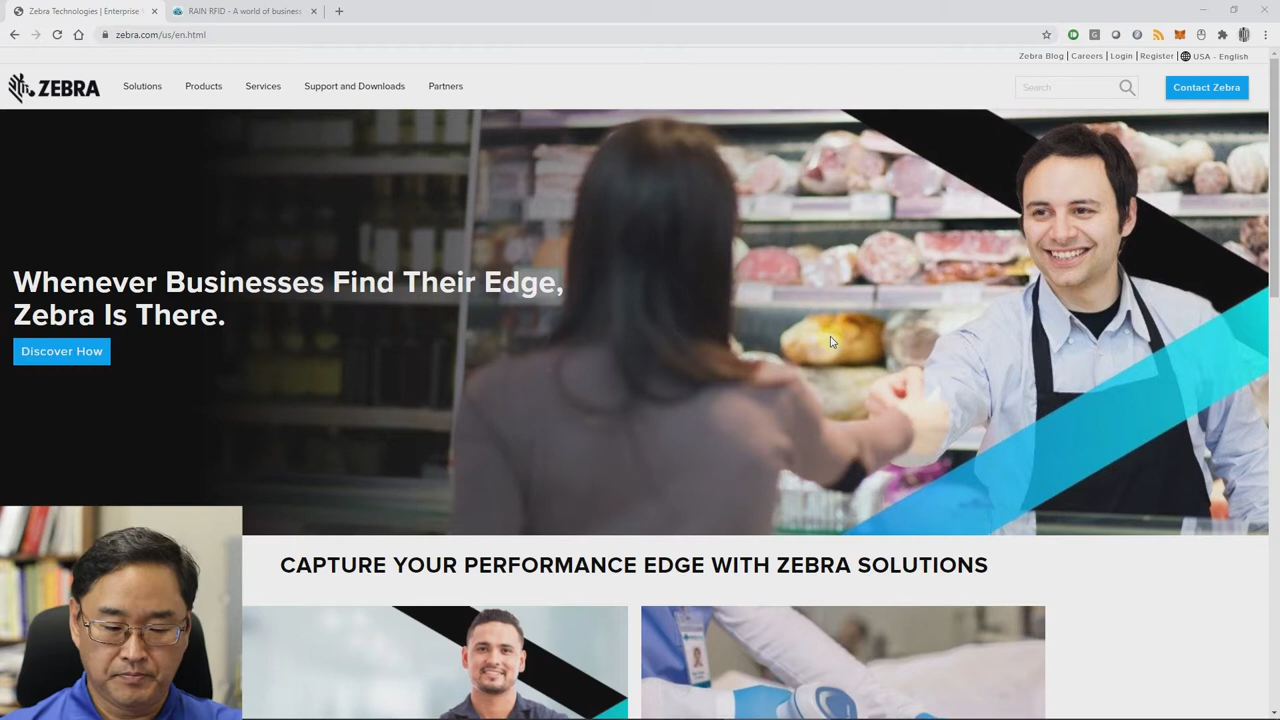 Zebra Technologies | Enterprise
RAIN RFID - A world of business
zebra.com/us/en.html
Zebra Blog | Careers | Login | Register | USA - English
ZEBRA
Solutions
Products
Services
Support and Downloads
Partners
Search
Contact Zebra
Whenever Businesses Find Their Edge,
Zebra Is There.
Discover How
CAPTURE YOUR PERFORMANCE EDGE WITH ZEBRA SOLUTIONS